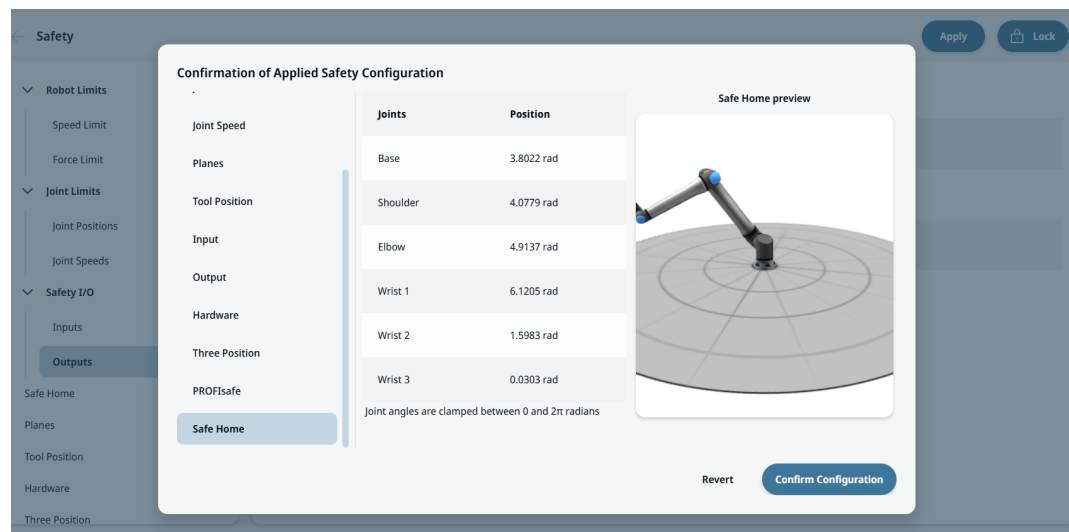 Safety
Apply
Lock
Robot Limits
Speed Limit
Force Limit
Joint Limits
Joint Positions
Joint Speeds
Safety I/O
Inputs
Outputs
Safe Home
Planes
Tool Position
Hardware
Three Position
Confirmation of Applied Safety Configuration
Joint Speed
Planes
Tool Position
Input
Output
Hardware
Three Position
PROFIsafe
Safe Home
Joints Position
Base 3.8022 rad
Shoulder 4.0779 rad
Elbow 4.9137 rad
Wrist 1 6.1205 rad
Wrist 2 1.5983 rad
Wrist 3 0.0303 rad
Joint angles are clamped between 0 and 2π radians
Safe Home preview
Revert
Confirm Configuration